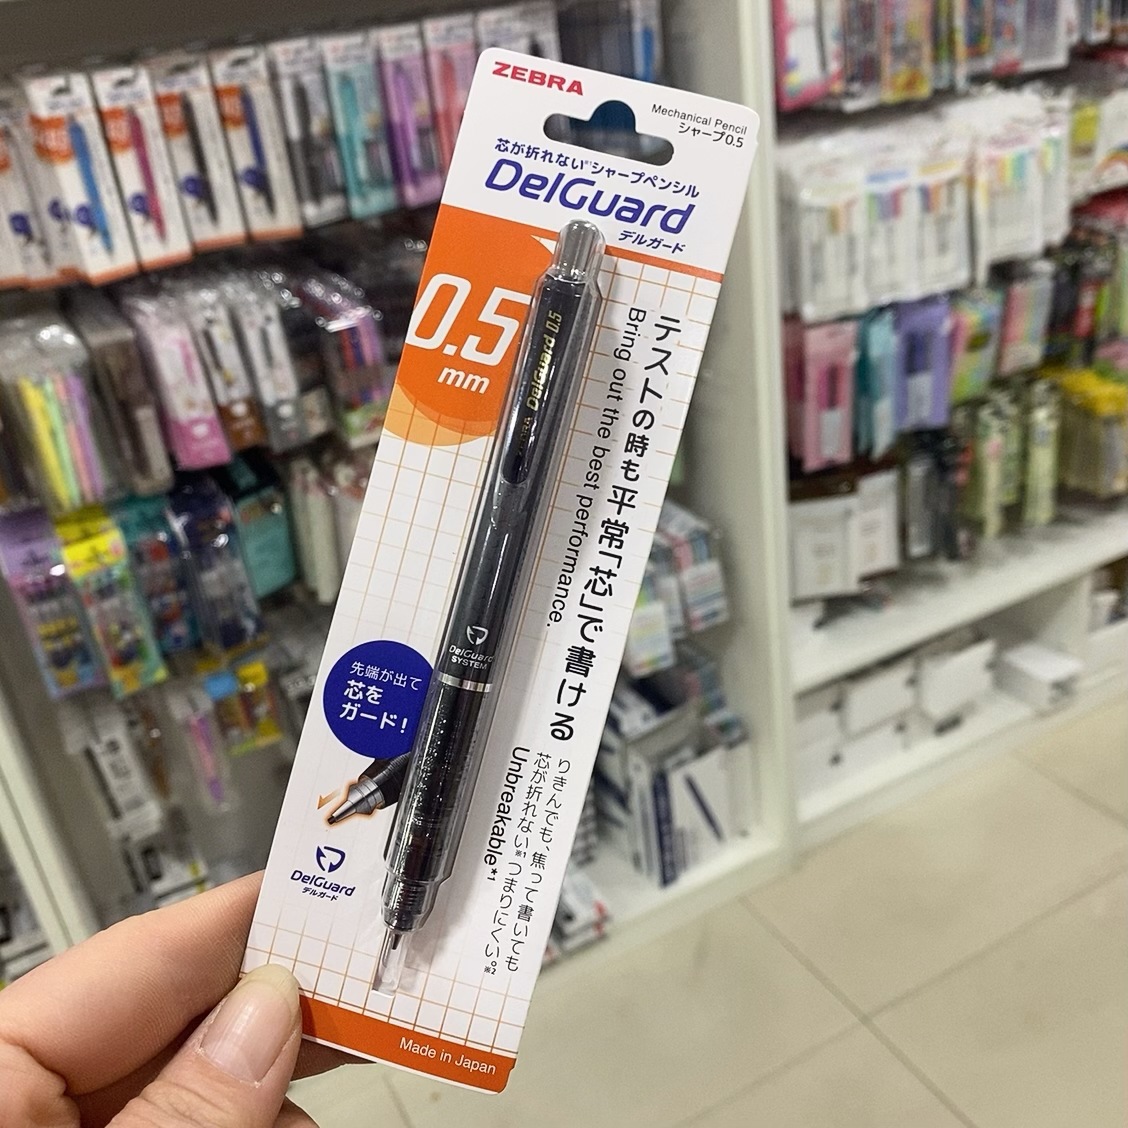 ZEBRA
Mechanical Pencil
シャープ0.5
芯が折れない※1シャープペンシル
DelGuard
デルガード
0.5
mm
ZEBRA DelGuard 0.5
テストの時も平常「芯」で書ける
Bring out the best performance.
DelGuard
SYSTEM
先端が出て
芯を
ガード!
りきんでも、焦って書いても
芯が折れない※1つまりにくい。※2
Unbreakable*1
DelGuard
デルガード
Made in Japan